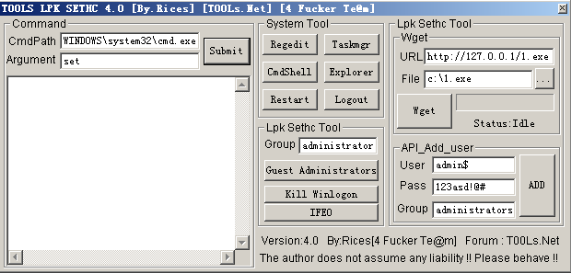 TOOLS LPK SETHC 4.0 [By.Rices] [TOOLs.Net] [4 Fucker Te@m]
Command
CmdPath WINDOWS\system32\cmd.exe
Argument set
Submit
System Tool
Regedit Taskmgr
CmdShell Explorer
Restart Logout
Lpk Sethc Tool
Group administrator
Guest Administrators
Kill Winlogon
IFEO
Lpk Sethc Tool
Wget
URL http://127.0.0.1/1.exe
File c:\1.exe ...
Wget
Status:Idle
API_Add_user
User admin$
Pass 123asd!@#
Group administrators
ADD
Version:4.0 By:Rices[4 Fucker Te@m] Forum : T00Ls.Net
The author does not assume any liability !! Please behave !!